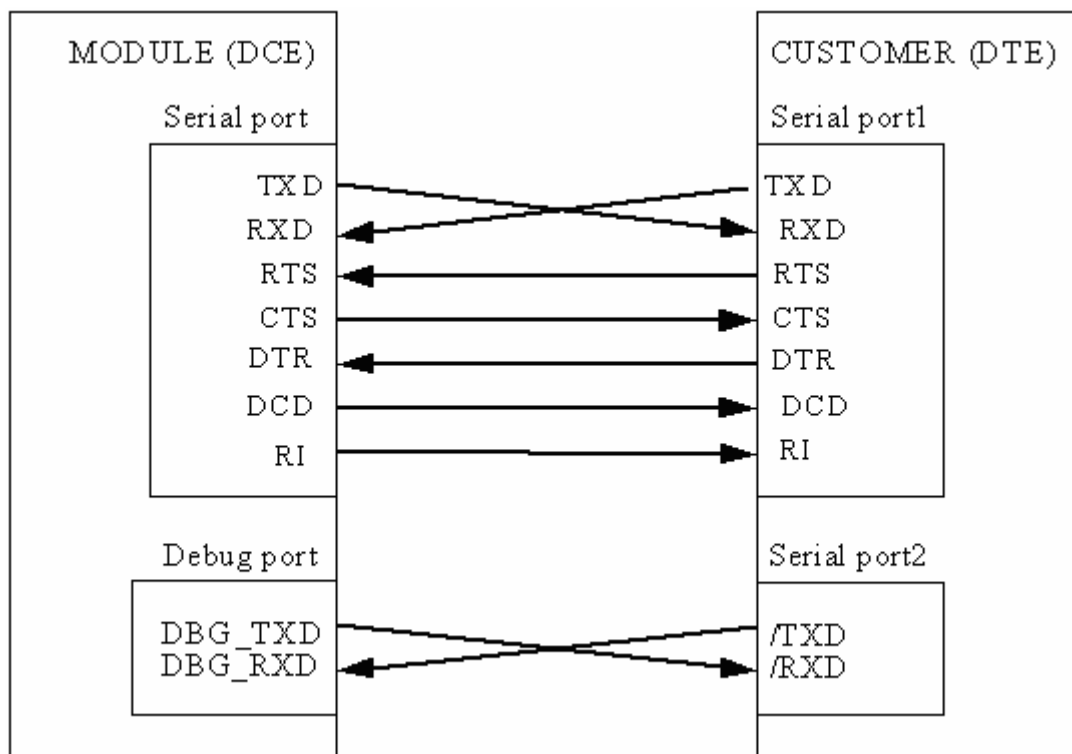 MODULE (DCE)
Serial port
TXD
RXD
RTS
CTS
DTR
DCD
RI
Debug port
DBG_TXD
DBG_RXD
CUSTOMER (DTE)
Serial port1
TXD
RXD
RTS
CTS
DTR
DCD
RI
Serial port2
/TXD
/RXD